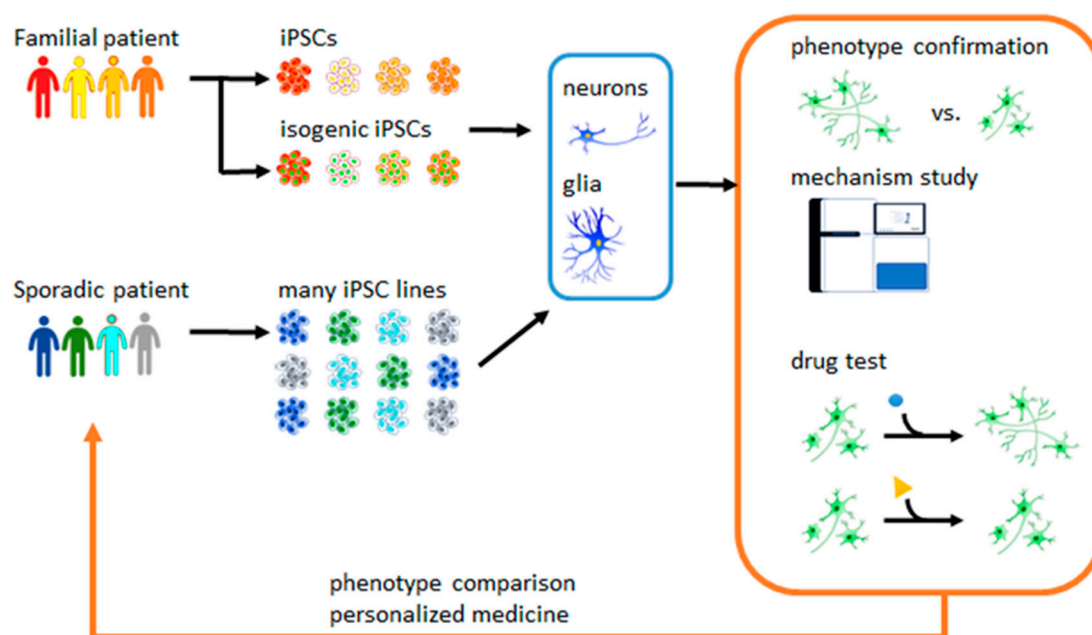 Familial patient
iPSCs
isogenic iPSCs
neurons
glia
phenotype confirmation
vs.
mechanism study
Sporadic patient
many iPSC lines
drug test
phenotype comparison
personalized medicine